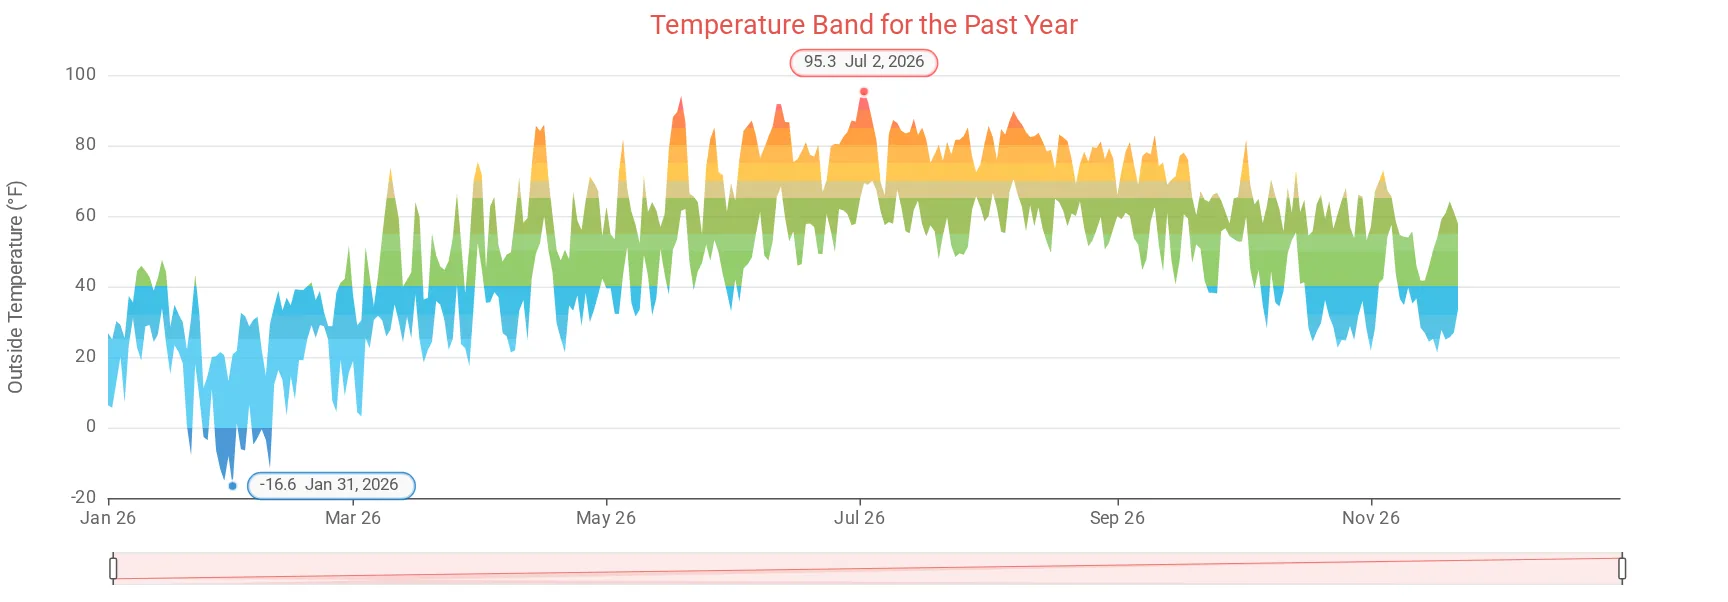 Temperature Band for the Past Year
95.3 Jul 2, 2026
100
80
60
40
20
0
-20
Outside Temperature (°F)
-16.6 Jan 31, 2026
Jan 26
Mar 26
May 26
Jul 26
Sep 26
Nov 26